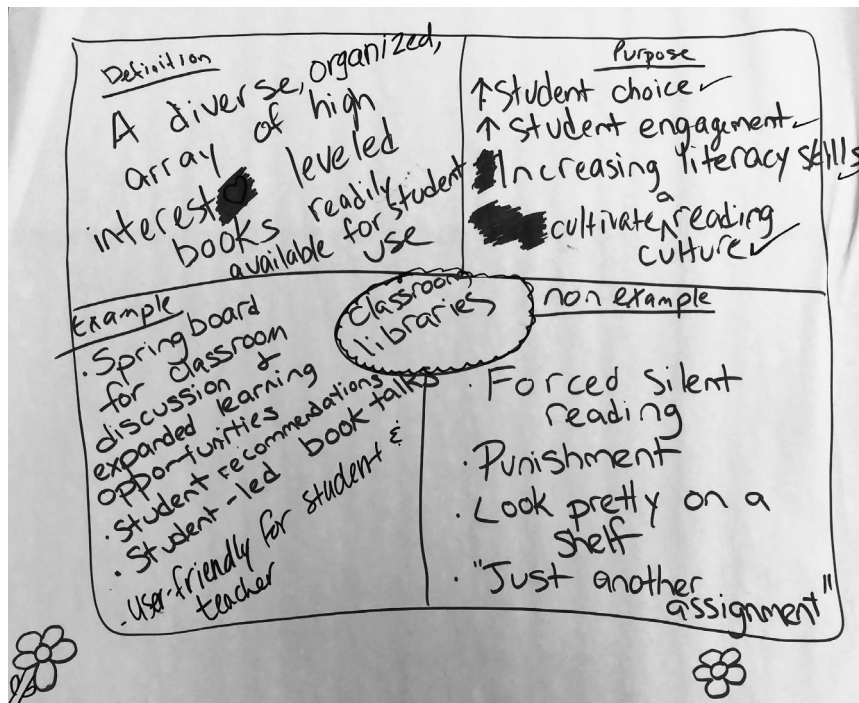 Definition
A diverse, organized,
array of high
interest leveled
books readily
available for student
use
Purpose
↑ Student choice ✓
↑ Student engagement ✓
Increasing literacy skills ✓
cultivate a reading
culture ✓
Classroom
libraries
Example
· Springboard
for classroom
discussion &
expanded learning
opportunities
· Student recommendations
· Student-led book talks
- user-friendly for student &
teacher
non example
· Forced silent
reading
· Punishment
· Look pretty on a
shelf
· "Just another
assignment"